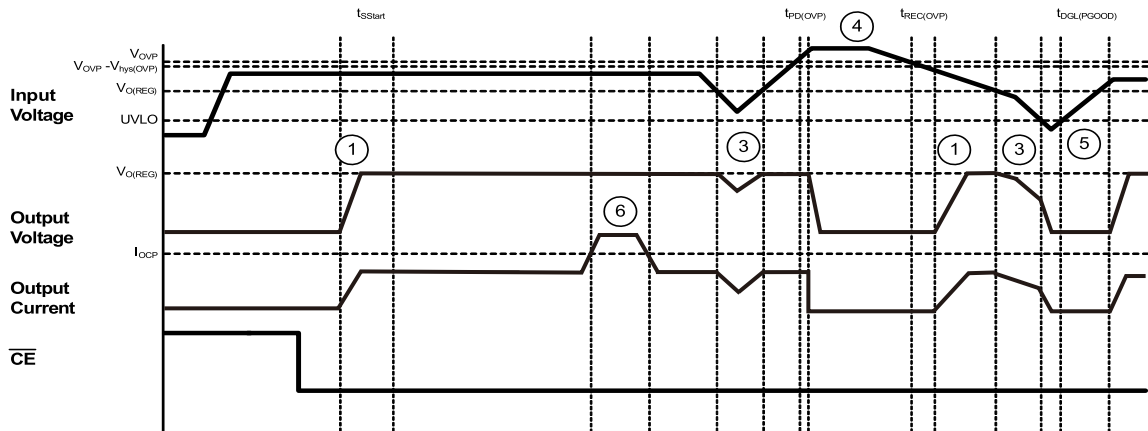 tSStart
tPD(OVP)
4
tREC(OVP)
tDGL(PGOOD)
VOVP
VOVP -Vhys(OVP)
Input
Voltage
VO(REG)
UVLO
1
3
1
3
5
VO(REG)
Output
Voltage
6
IOCP
Output
Current
CE